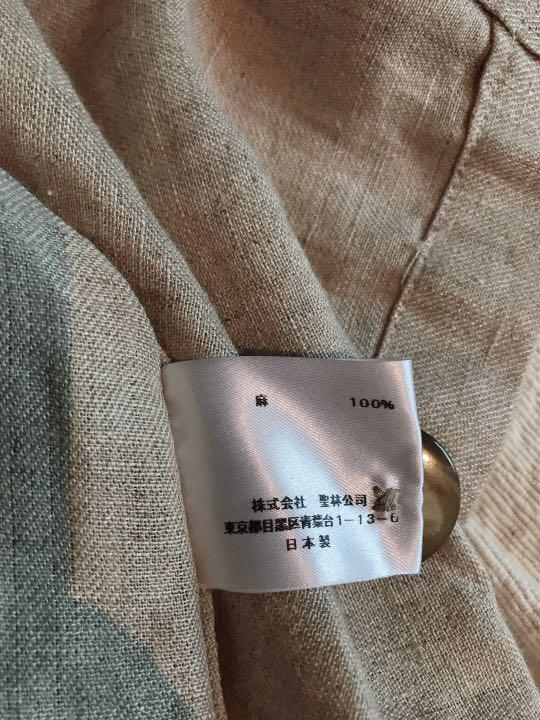 麻 100%
株式会社 聖林公司
東京都目黒区青葉台1-13-6
日本製